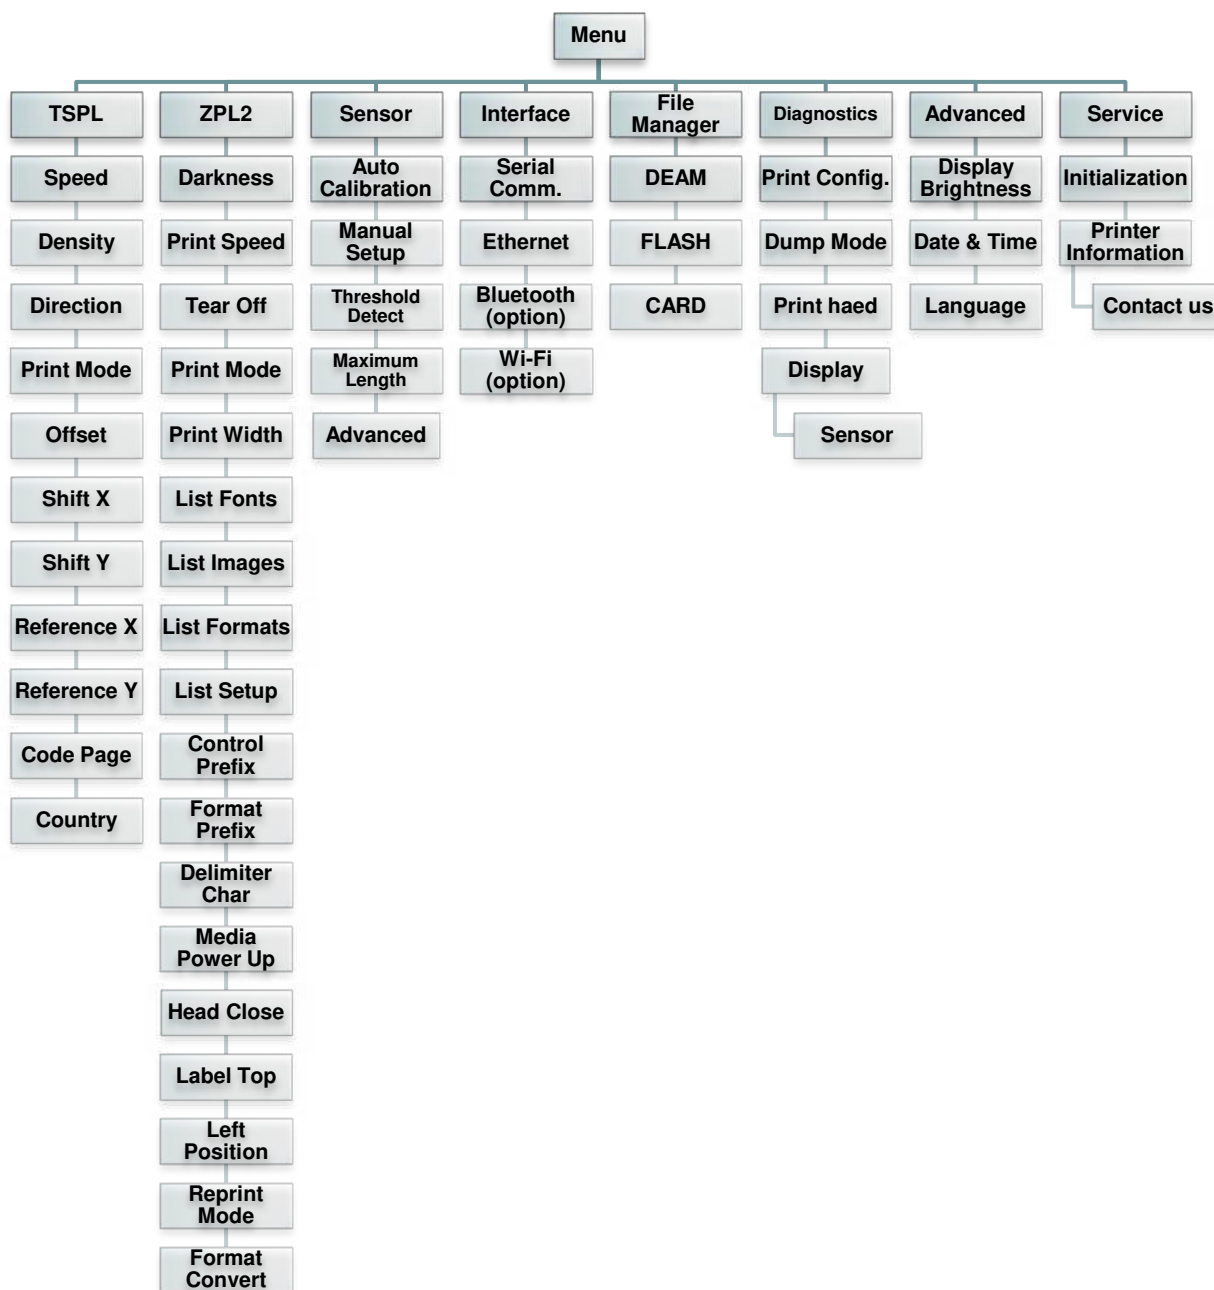 Menu
TSPL
Speed
Density
Direction
Print Mode
Offset
Shift X
Shift Y
Reference X
Reference Y
Code Page
Country
ZPL2
Darkness
Print Speed
Tear Off
Print Mode
Print Width
List Fonts
List Images
List Formats
List Setup
Control
Prefix
Format
Prefix
Delimiter
Char
Media
Power Up
Head Close
Label Top
Left
Position
Reprint
Mode
Format
Convert
Sensor
Auto
Calibration
Manual
Setup
Threshold
Detect
Maximum
Length
Advanced
Interface
Serial
Comm.
Ethernet
Bluetooth
(option)
Wi-Fi
(option)
File
Manager
DEAM
FLASH
CARD
Diagnostics
Print Config.
Dump Mode
Print haed
Display
Sensor
Advanced
Display
Brightness
Date & Time
Language
Service
Initialization
Printer
Information
Contact us